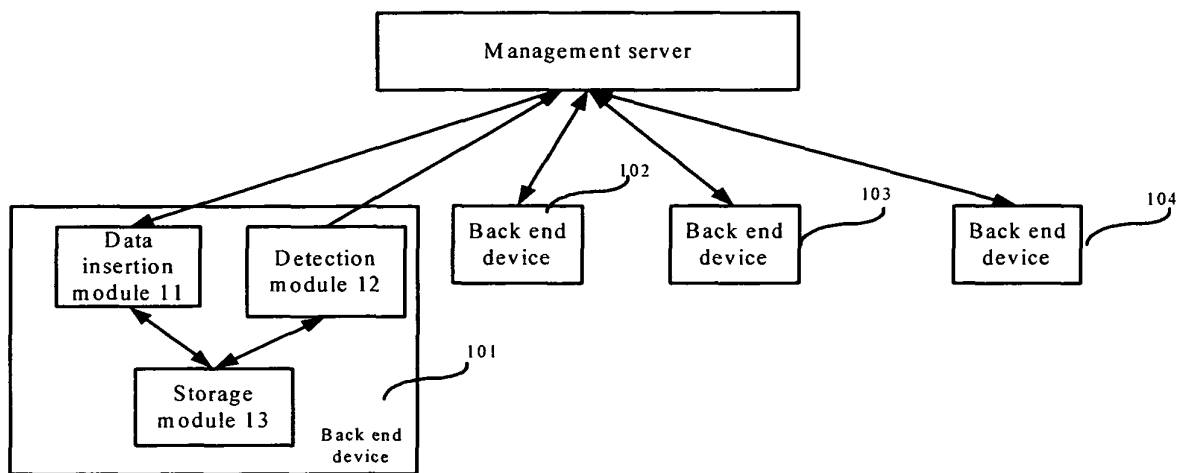 Management server
102
103
104
Back end
device
Back end
device
Back end
device
Data
insertion
module 11
Detection
module 12
101
Storage
module 13
Back end
device